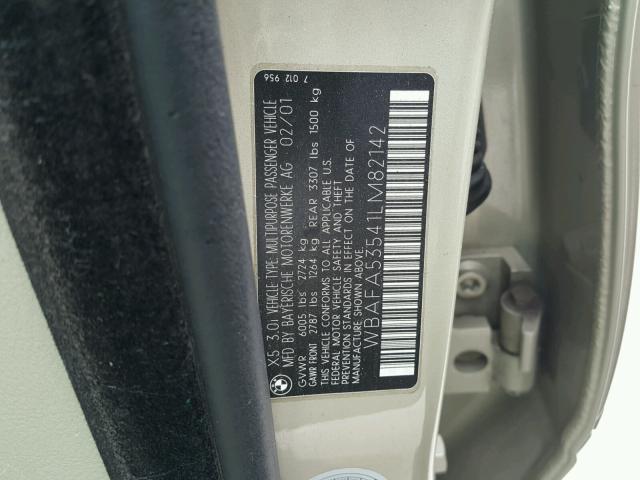 7 012 956
X5 3.0i VEHICLE TYPE: MULTIPURPOSE PASSENGER VEHICLE
MFD BY BAYERISCHE MOTORENWERKE AG 02/01
GVWR 6005 lbs 2724 kg
GAWR FRONT 2787 lbs 1264 kg REAR 3307 lbs 1500 kg
THIS VEHICLE CONFORMS TO ALL APPLICABLE U.S.
FEDERAL MOTOR VEHICLE SAFETY AND THEFT
PREVENTION STANDARDS IN EFFECT ON THE DATE OF
MANUFACTURE SHOWN ABOVE.
WBAFA53541LM82142